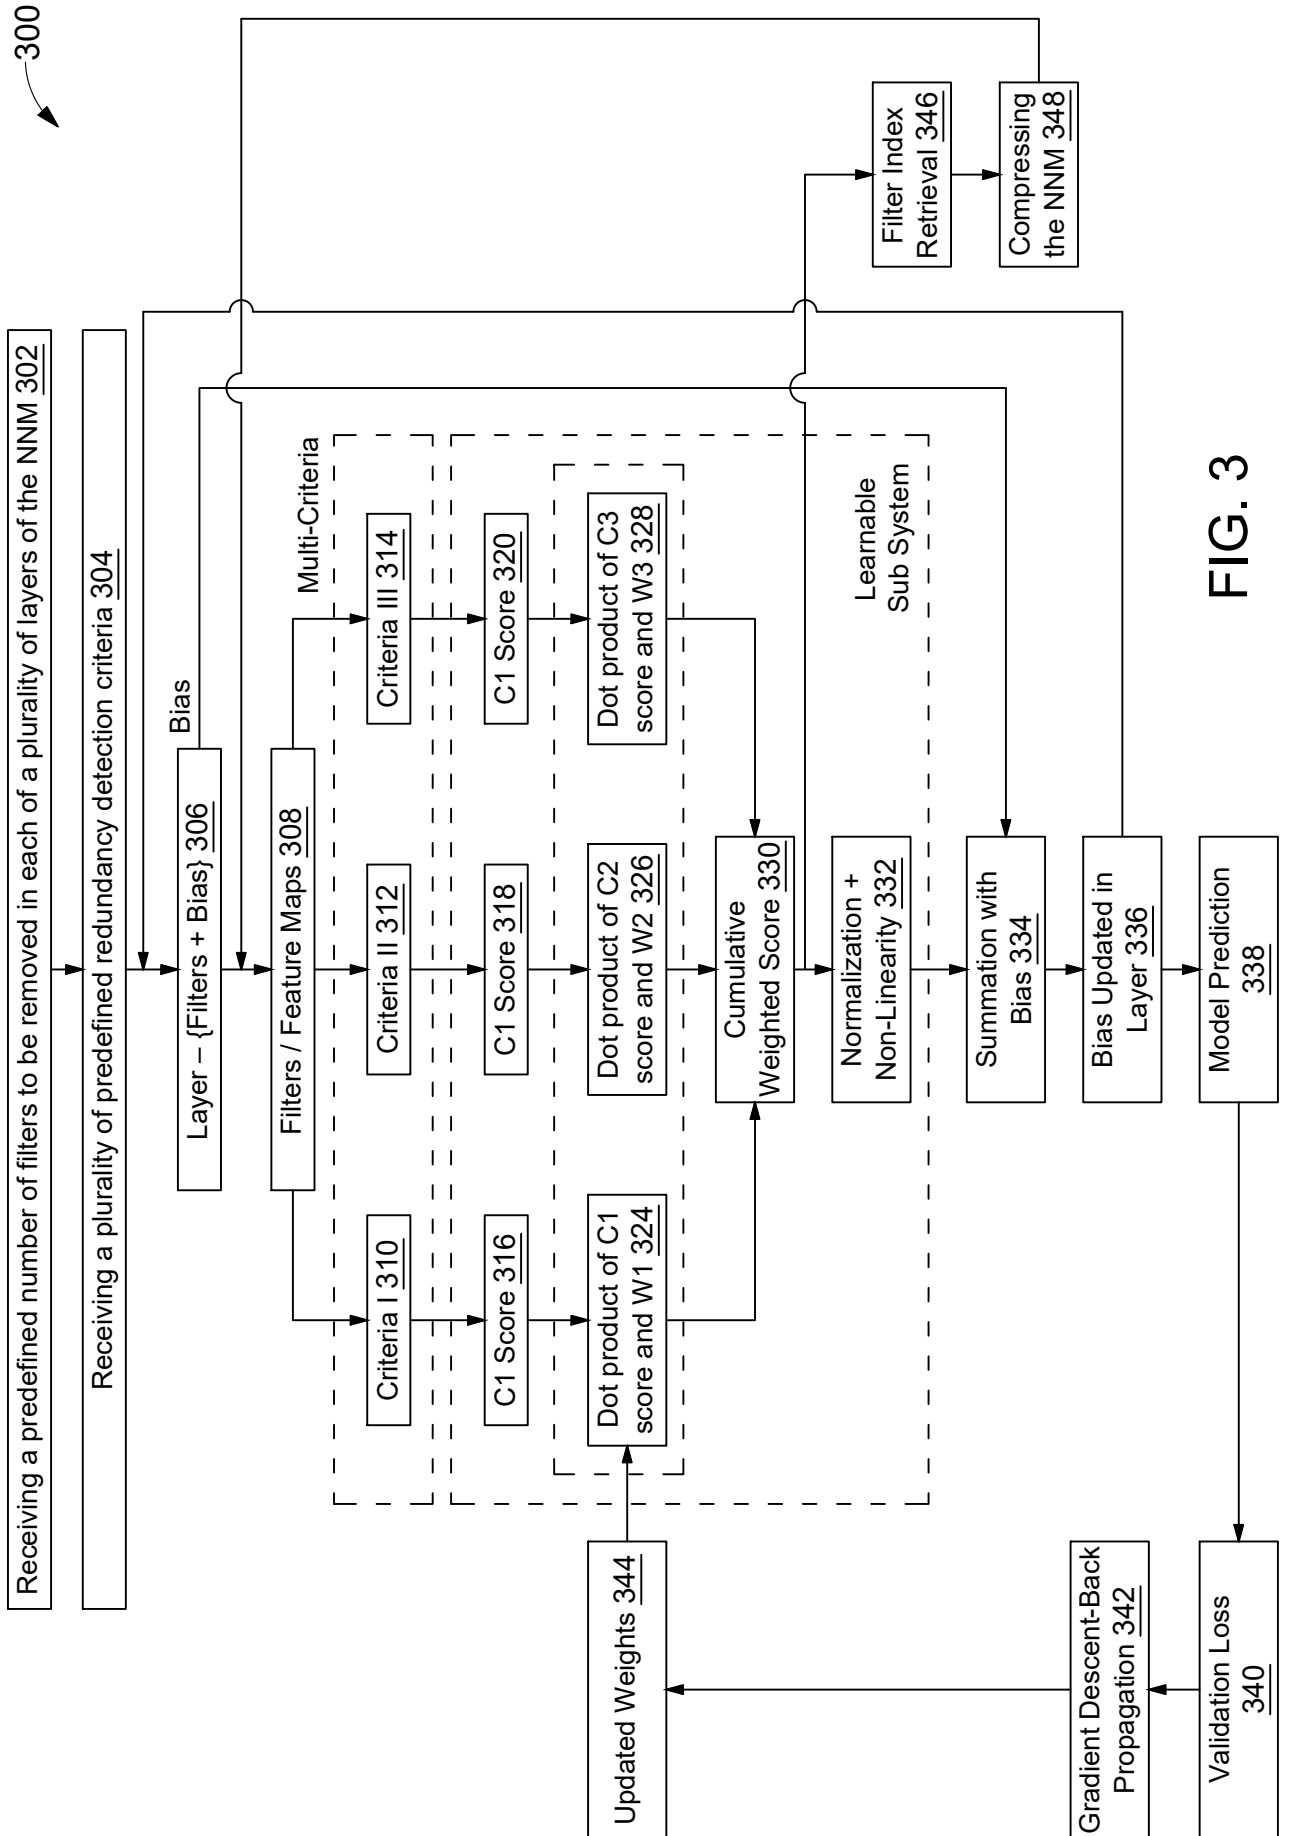 300
Receiving a predefined number of filters to be removed in each of a plurality of layers of the NNM 302
Receiving a plurality of predefined redundancy detection criteria 304
Bias
Layer – {Filters + Bias} 306
Filters / Feature Maps 308
Multi-Criteria
Criteria I 310
Criteria II 312
Criteria III 314
C1 Score 316
C1 Score 318
C1 Score 320
Updated Weights 344
Dot product of C1
score and W1 324
Dot product of C2
score and W2 326
Dot product of C3
score and W3 328
Cumulative
Weighted Score 330
Normalization +
Non-Linearity 332
Learnable
Sub System
Filter Index
Retrieval 346
Compressing
the NNM 348
Summation with
Bias 334
Bias Updated in
Layer 336
Model Prediction
338
Gradient Descent-Back
Propagation 342
Validation Loss
340
FIG. 3